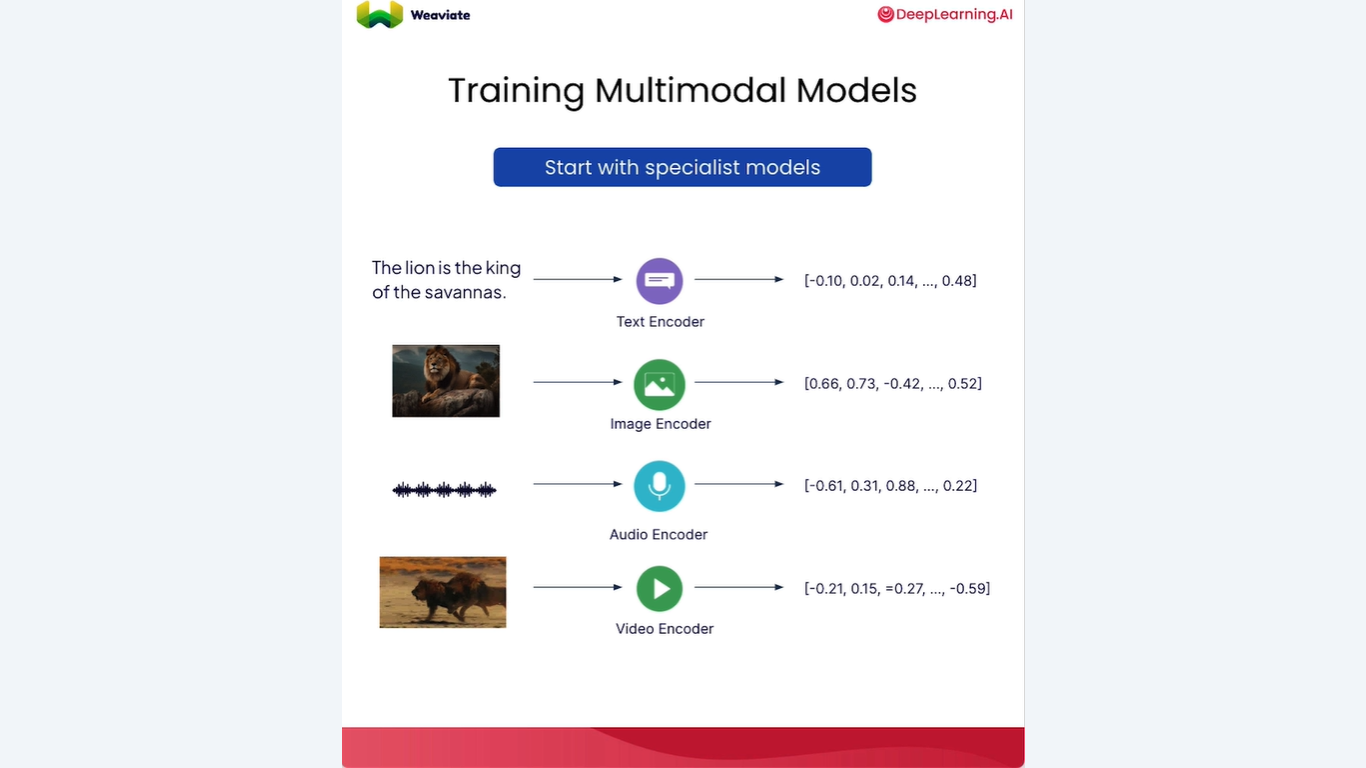 Weaviate
DeepLearning.AI
Training Multimodal Models
Start with specialist models
The lion is the king
of the savannas.
[-0.10, 0.02, 0.14, ..., 0.48]
Text Encoder
[0.66, 0.73, -0.42, ..., 0.52]
Image Encoder
[-0.61, 0.31, 0.88, ..., 0.22]
Audio Encoder
[-0.21, 0.15, =0.27, ..., -0.59]
Video Encoder